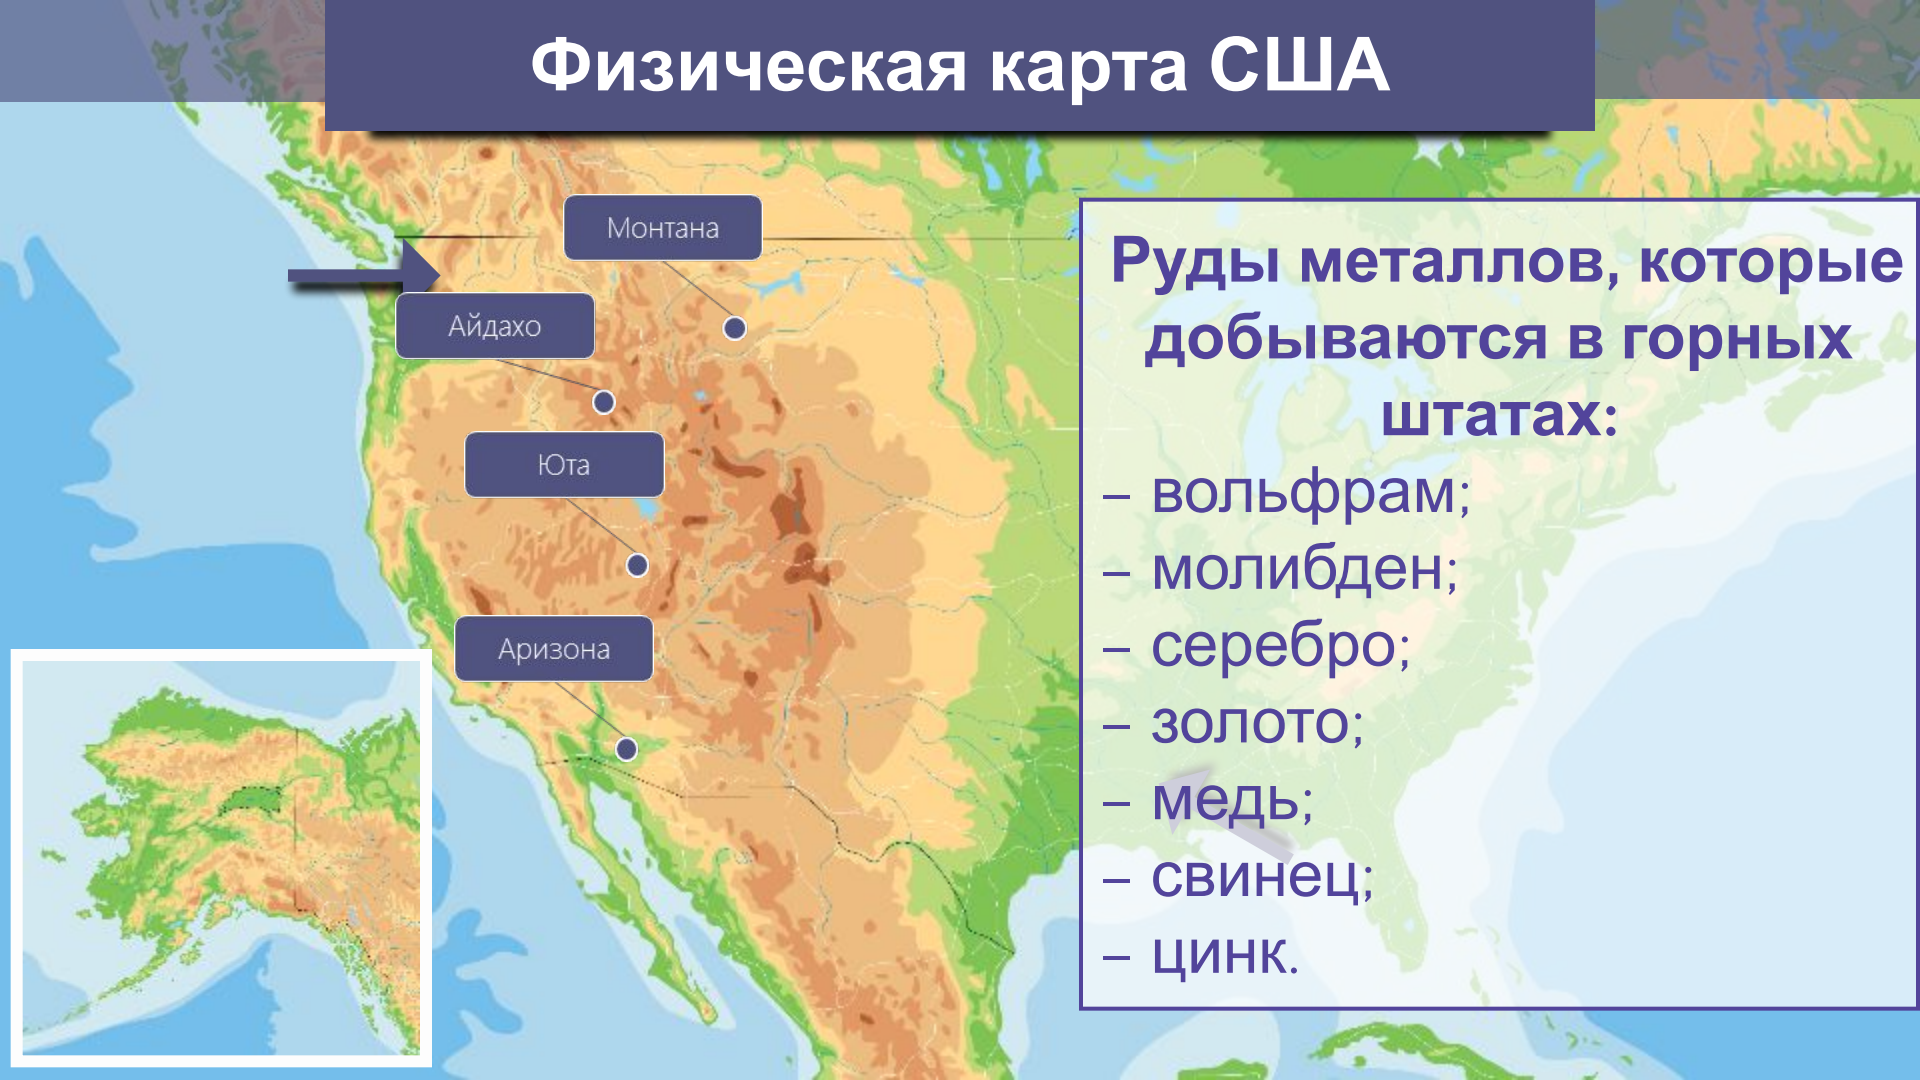 Физическая карта США
Монтана
Айдахо
Юта
Аризона
Руды металлов, которые
добываются в горных
штатах:
– вольфрам;
– молибден;
– серебро;
– золото;
– медь;
– свинец;
– цинк.